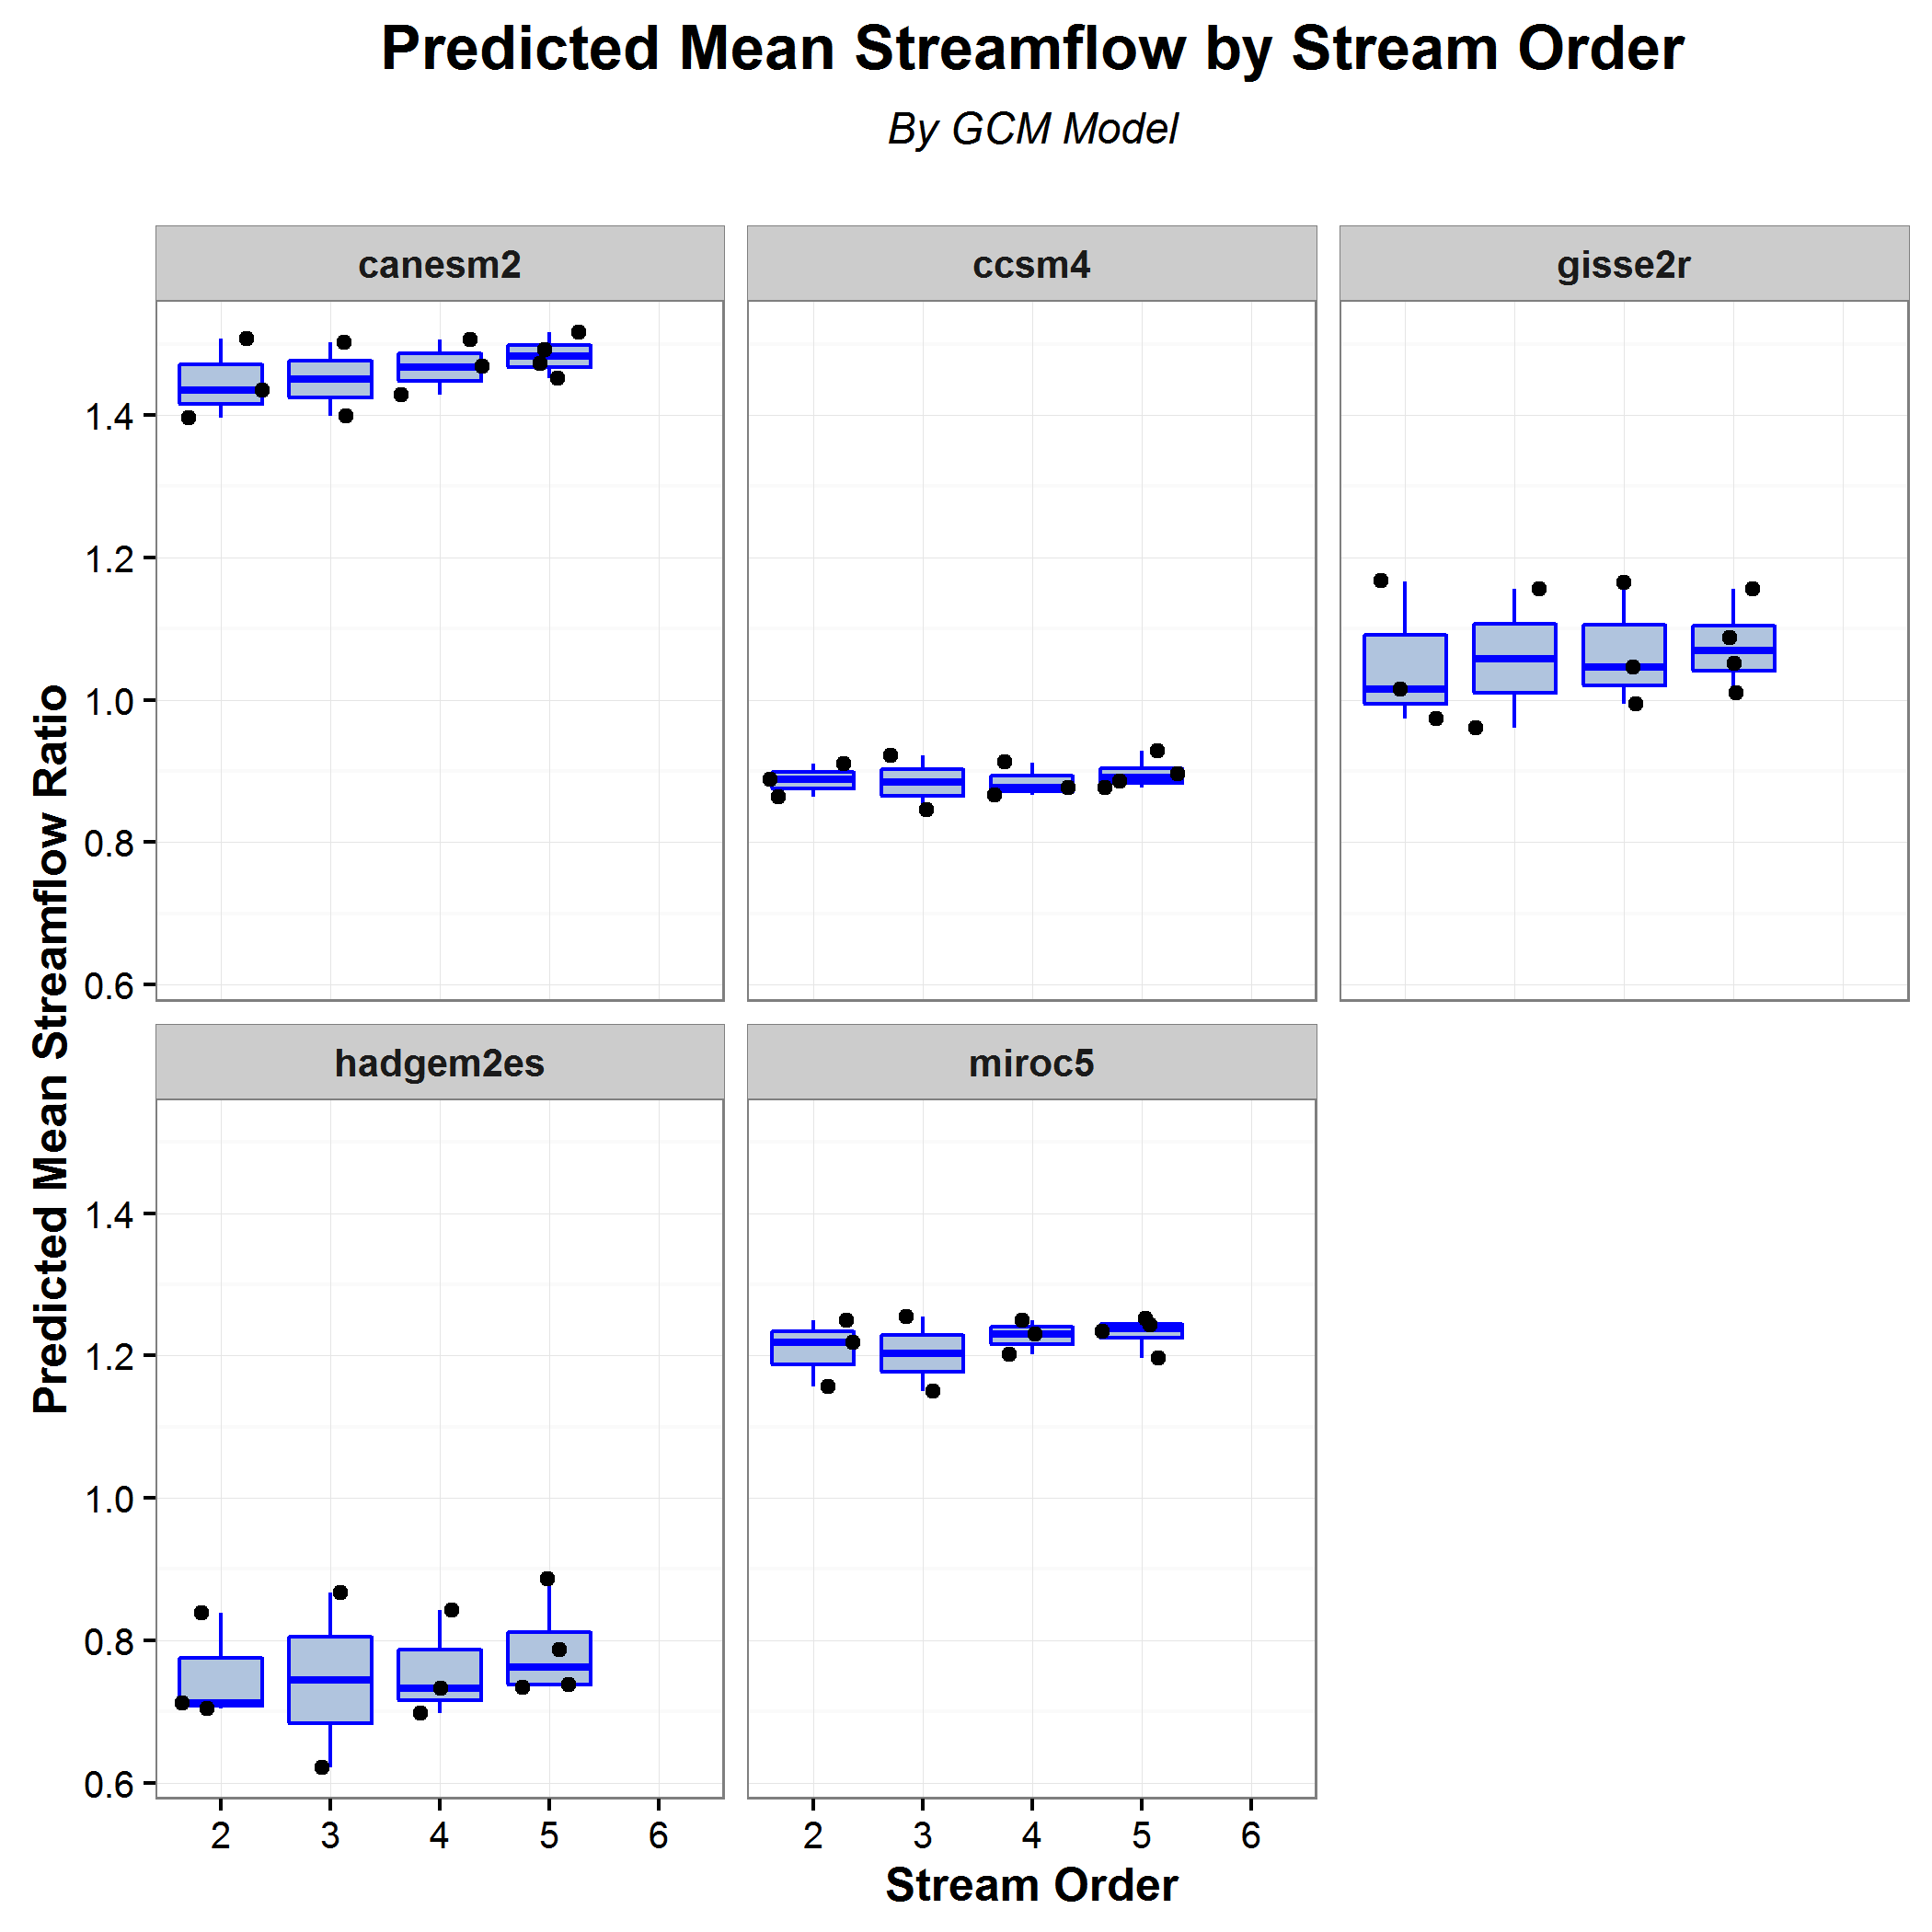 Predicted Mean Streamflow by Stream Order
By GCM Model
canesm2
ccsm4
gisse2r
1.4
1.2
1.0
0.8
0.6
Predicted Mean Streamflow Ratio
hadgem2es
miroc5
1.4
1.2
1.0
0.8
0.6
2 3 4 5 6
2 3 4 5 6
Stream Order